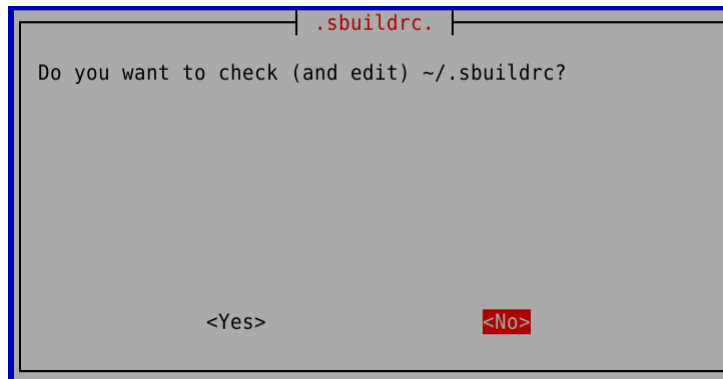 .sbuildrc.
Do you want to check (and edit) ~/.sbuildrc?
<Yes> <No>